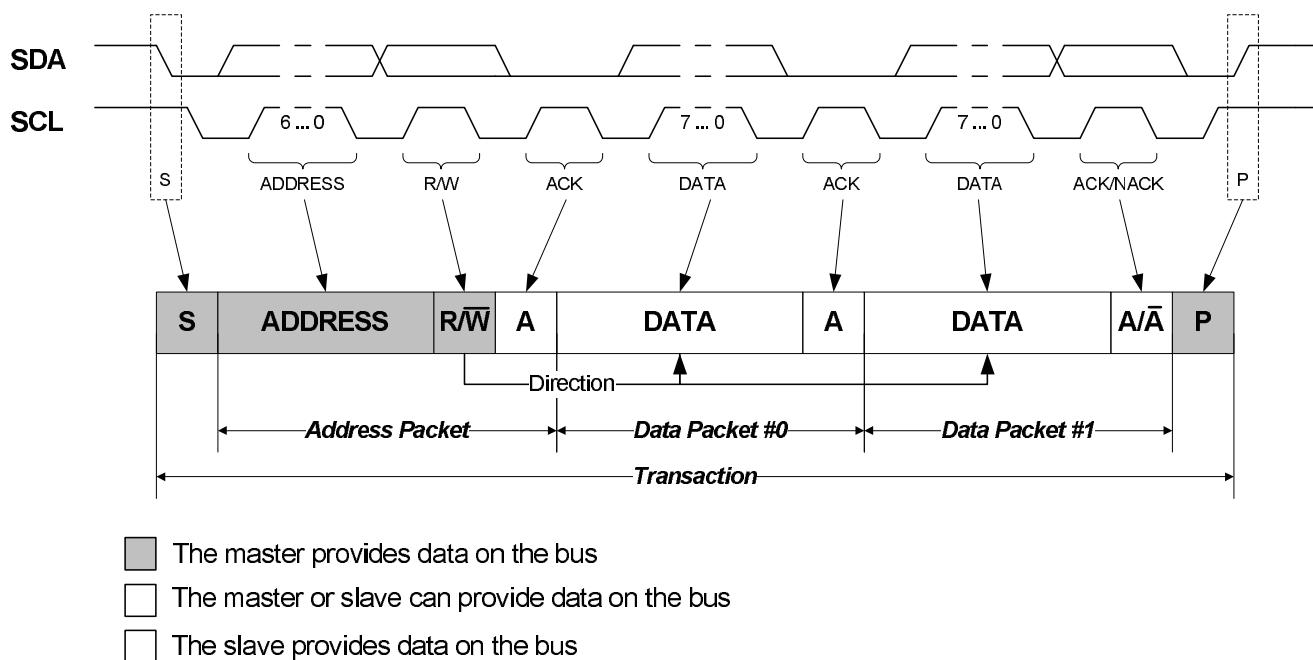 SDA
SCL
6 ... 0
7 ... 0
7 ... 0
S
ADDRESS
R/W
ACK
DATA
ACK
DATA
ACK/NACK
P
S
ADDRESS
R/W̅
A
DATA
A
DATA
A/A̅
P
Direction
Address Packet
Data Packet #0
Data Packet #1
Transaction
The master provides data on the bus
The master or slave can provide data on the bus
The slave provides data on the bus